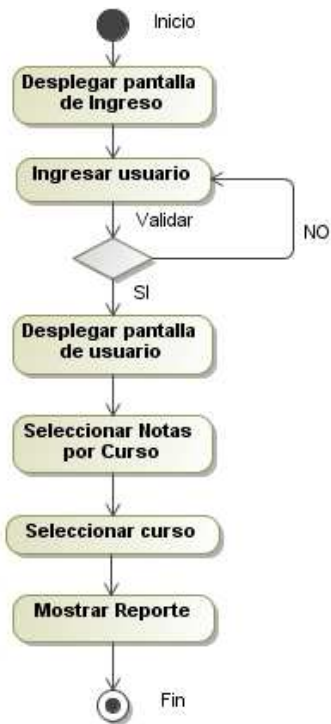 Inicio
Desplegar pantalla
de Ingreso
Ingresar usuario
Validar
NO
SI
Desplegar pantalla
de usuario
Seleccionar Notas
por Curso
Seleccionar curso
Mostrar Reporte
Fin